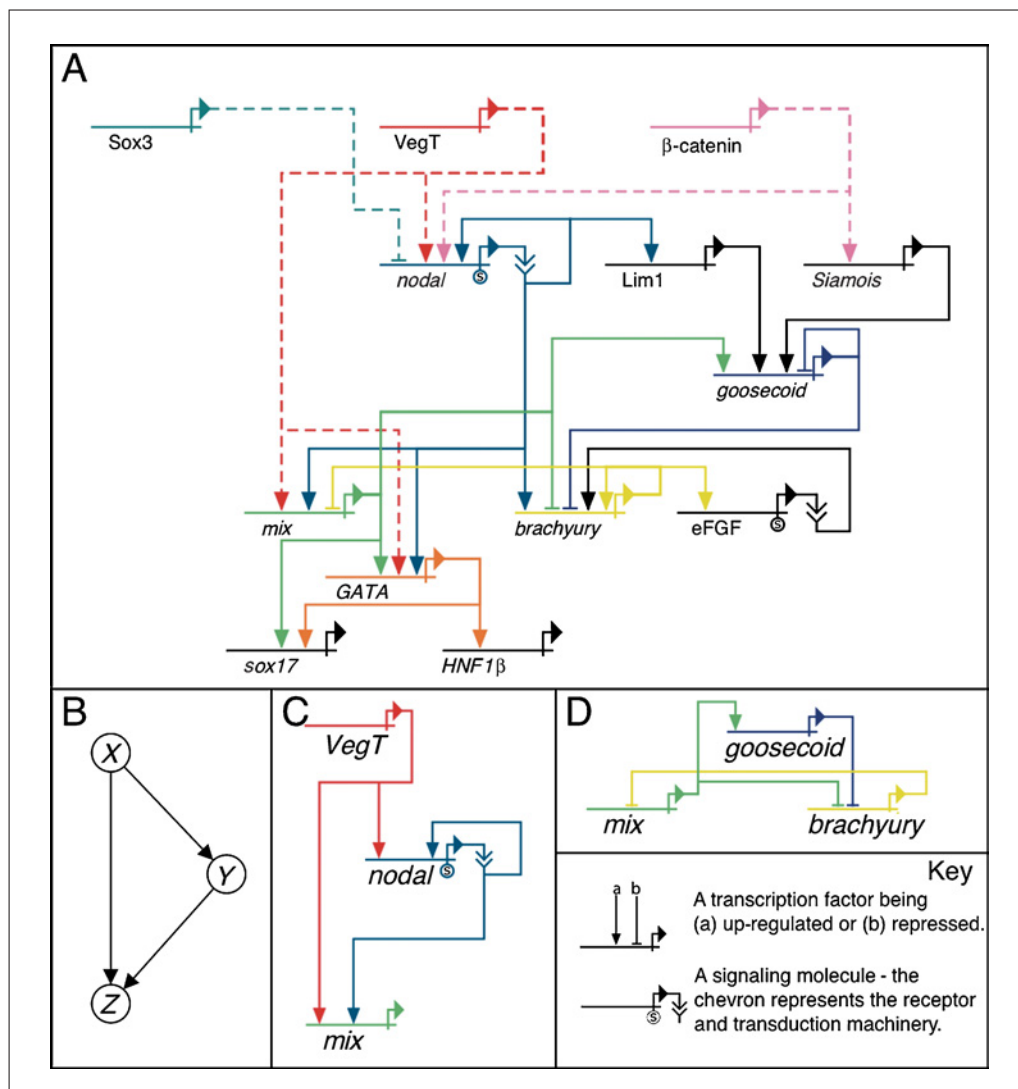 A
Sox3
VegT
β-catenin
nodal
S
Lim1
Siamois
goosecoid
mix
brachyury
eFGF
S
GATA
sox17
HNF1β
B
X
Y
Z
C
VegT
nodal
S
mix
D
goosecoid
mix
brachyury
Key
a b
A transcription factor being
(a) up-regulated or (b) repressed.
A signaling molecule - the
chevron represents the receptor
and transduction machinery.
S